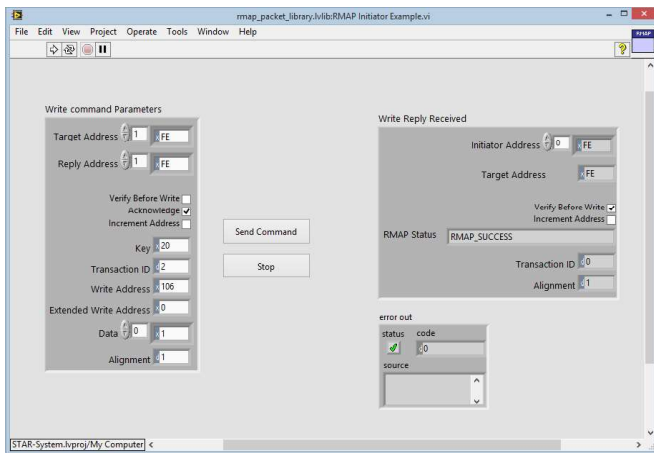 rmap_packet_library.lvlib:RMAP Initiator Example.vi
File Edit View Project Operate Tools Window Help
RMAP
Write command Parameters
Target Address 1 x FE
Reply Address 1 x FE
Verify Before Write
Acknowledge
Increment Address
Key x 20
Transaction ID d 2
Write Address x 106
Extended Write Address x 0
Data 0 x 1
Alignment d 1
Send Command
Stop
Write Reply Received
Initiator Address 0 x FE
Target Address x FE
Verify Before Write
Increment Address
RMAP Status RMAP_SUCCESS
Transaction ID d 0
Alignment d 1
error out
status code
d 0
source
STAR-System.lvproj/My Computer